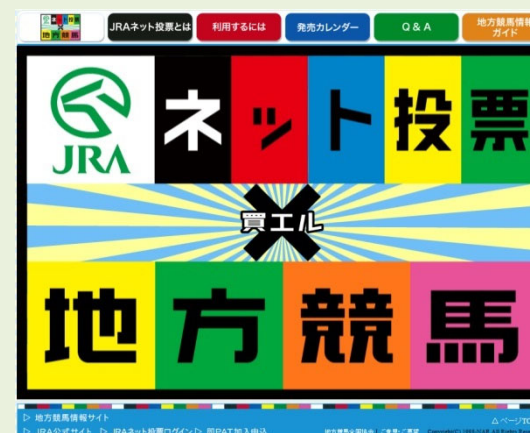 JRAネット投票とは 利用するには 発売カレンダー Q & A 地方競馬情報
ガイド
JRA ネット投票
買エル
地方競馬
▷ 地方競馬情報サイト
△ページTO
▷ JRA公式サイト ▷ JRAネット投票ログイン ▷ 即PAT加入申込